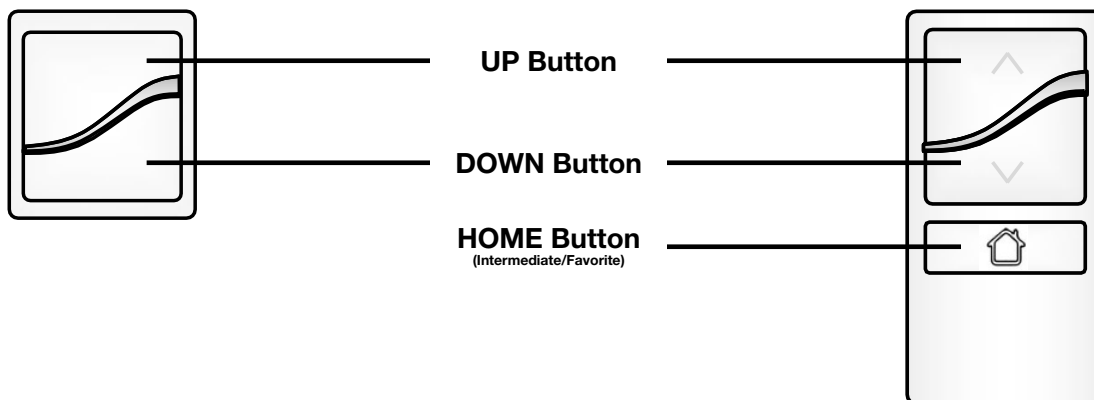 UP Button
DOWN Button
HOME Button
(Intermediate/Favorite)